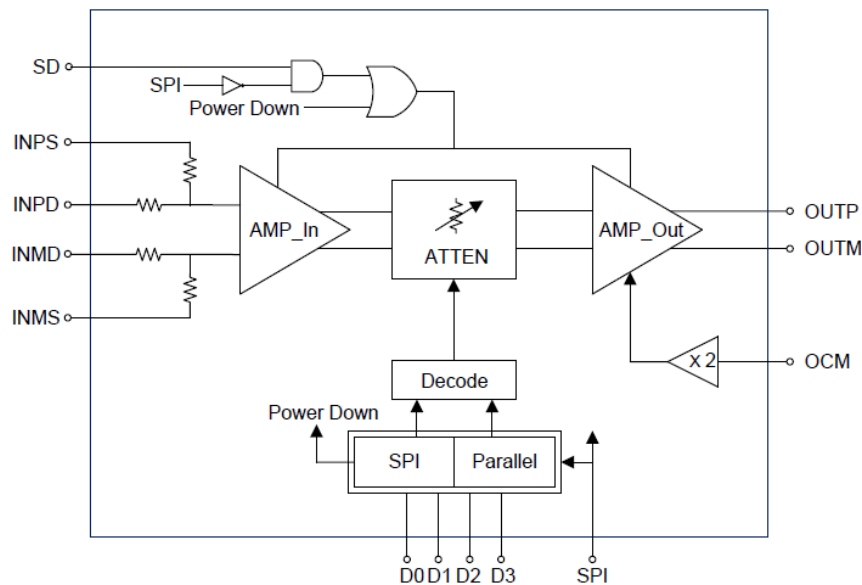 SD
SPI
Power Down
INPS
INPD
INMD
INMS
AMP_In
ATTEN
AMP_Out
OUTP
OUTM
X 2
OCM
Decode
Power Down
SPI
Parallel
D0
D1
D2
D3
SPI